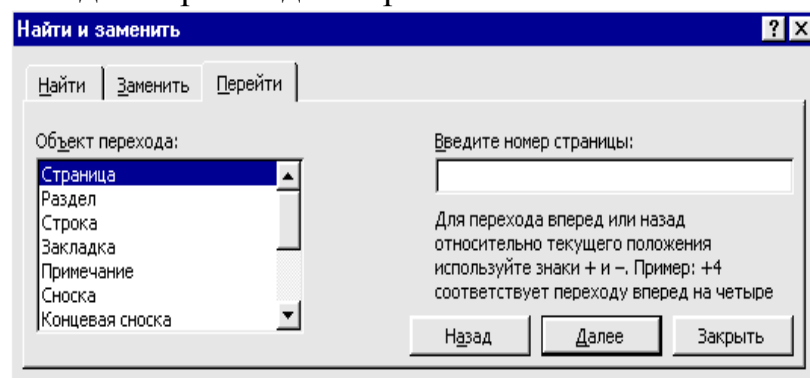 Найти и заменить
Найти Заменить Перейти
Объект перехода:
Страница
Раздел
Строка
Закладка
Примечание
Сноска
Концевая сноска
Введите номер страницы:
Для перехода вперед или назад
относительно текущего положения
используйте знаки + и –. Пример: +4
соответствует переходу вперед на четыре
Назад Далее Закрыть